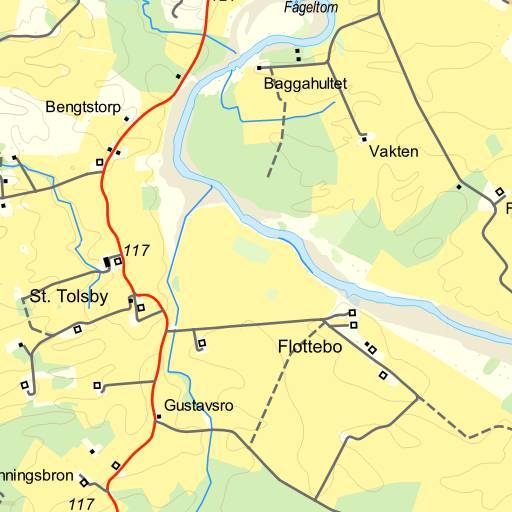 Fågeltorn
Baggahultet
Bengtstorp
Vakten
117
St. Tolsby
Flottebo
Gustavsro
nningsbron
117